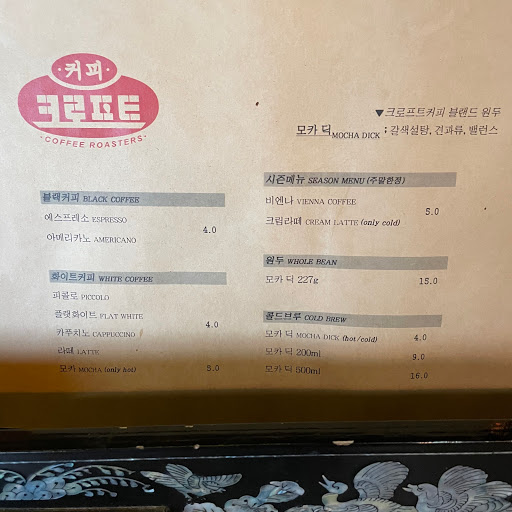 ·커피·
크로프트
-COFFEE ROASTERS-
▼크로프트커피 블랜드 원두
모카 딕 MOCHA DICK : 갈색설탕, 견과류, 밸런스
블랙커피 BLACK COFFEE
에스프레소 ESPRESSO
아메리카노 AMERICANO
4.0
화이트커피 WHITE COFFEE
피콜로 PICCOLO
플랫화이트 FLAT WHITE
카푸치노 CAPPUCCINO
라떼 LATTE
4.0
모카 MOCHA (only hot) 5.0
시즌메뉴 SEASON MENU (주말한정)
비엔나 VIENNA COFFEE
크림라떼 CREAM LATTE (only cold)
5.0
원두 WHOLE BEAN
모카 딕 227g 15.0
콜드브루 COLD BREW
모카 딕 MOCHA DICK (hot/cold) 4.0
모카 딕 200ml 9.0
모카 딕 500ml 16.0